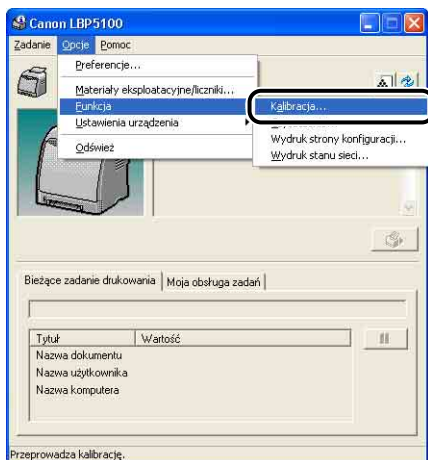 Canon LBP5100
Zadanie Opcje Pomoc
Preferencje...
Materiały eksploatacyjne/liczniki...
Funkcja
Ustawienia urządzenia
Odśwież
Kalibracja...
Wydruk strony konfiguracji...
Wydruk stanu sieci...
Bieżące zadanie drukowania Moja obsługa zadań
Tytuł Wartość
Nazwa dokumentu
Nazwa użytkownika
Nazwa komputera
Przeprowadza kalibrację.